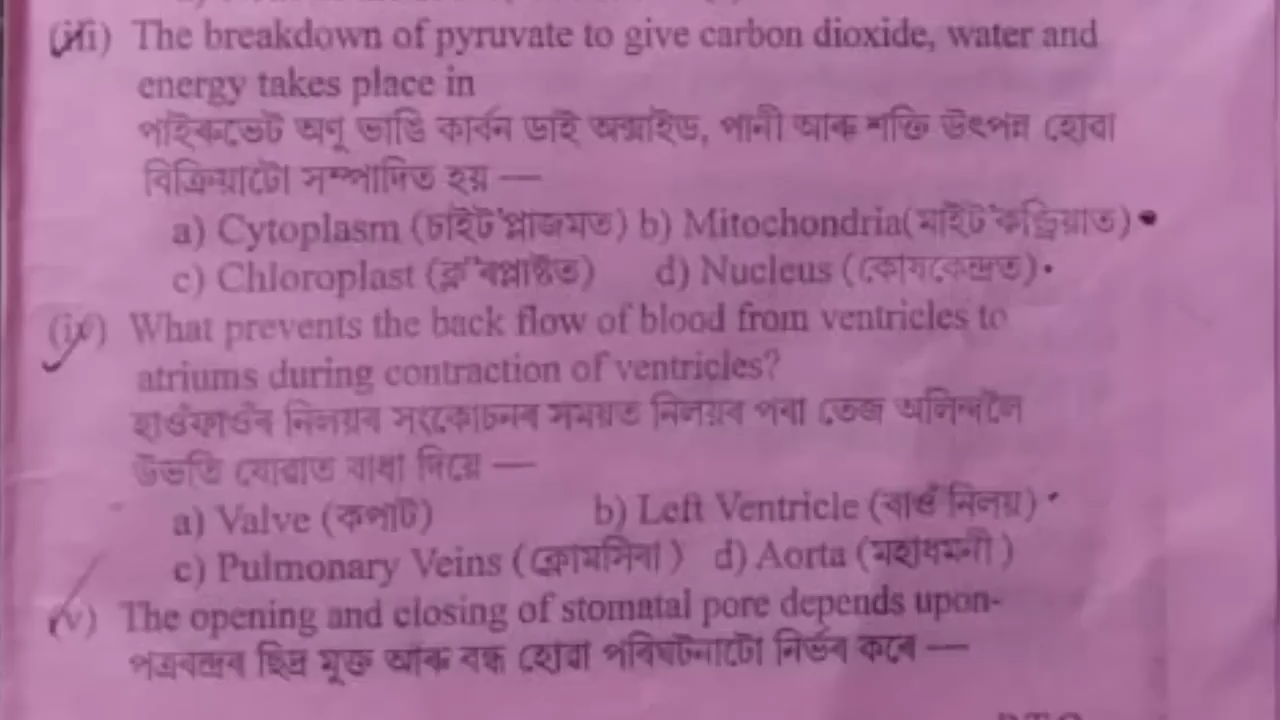 (iii) The breakdown of pyruvate to give carbon dioxide, water and
energy takes place in
পাইৰুভেট অণু ভাঙি কাৰ্বন ডাই অক্সাইড, পানী আৰু শক্তি উৎপন্ন হোৱা
বিক্ৰিয়াটো সম্পাদিত হয় —
a) Cytoplasm (চাইট'প্লাজমত) b) Mitochondria(মাইট'কণ্ড্ৰিয়াত)
c) Chloroplast (ক্ল'ৰপ্লাষ্টত) d) Nucleus ((কোষকেন্দ্ৰত)
(iv) What prevents the back flow of blood from ventricles to
atriums during contraction of ventricles?
হাওঁফাওঁৰ নিলয়ৰ সংকোচনৰ সময়ত নিলয়ৰ পৰা তেজ অলিন্দলৈ
উভতি যোৱাত বাধা দিয়ে —
a) Valve (কপাট) b) Left Ventricle (বাওঁ নিলয়)
c) Pulmonary Veins (ক্লোমশিৰা ) d) Aorta (মহাধমনী )
(v) The opening and closing of stomatal pore depends upon-
পত্ৰৰন্ধ্ৰৰ ছিদ্ৰ মুক্ত আৰু বন্ধ হোৱা পৰিঘটনাটো নিৰ্ভৰ কৰে —